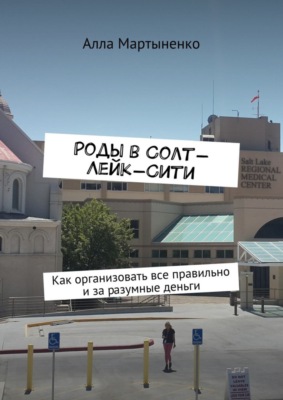 Алла Мартыненко
РОДЫ В СОЛТ-
ЛЕЙК-СИТИ
Salt Lake
REGIONAL
MEDICAL
CENTER
Как организовать все правильно
и за разумные деньги